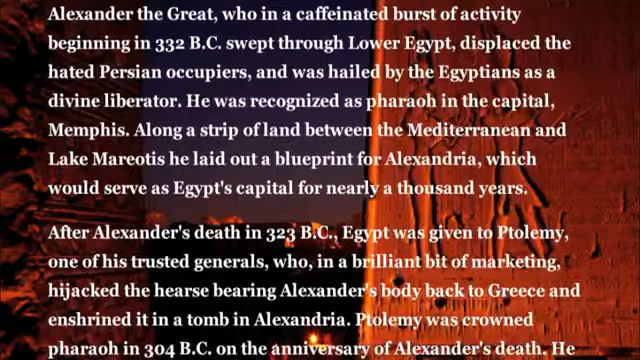 Alexander the Great, who in a caffeinated burst of activity
beginning in 332 B.C. swept through Lower Egypt, displaced the
hated Persian occupiers, and was hailed by the Egyptians as a
divine liberator. He was recognized as pharaoh in the capital,
Memphis. Along a strip of land between the Mediterranean and
Lake Mareotis he laid out a blueprint for Alexandria, which
would serve as Egypt's capital for nearly a thousand years.
After Alexander's death in 323 B.C., Egypt was given to Ptolemy,
one of his trusted generals, who, in a brilliant bit of marketing,
hijacked the hearse bearing Alexander's body back to Greece and
enshrined it in a tomb in Alexandria. Ptolemy was crowned
pharaoh in 304 B.C. on the anniversary of Alexander's death. He